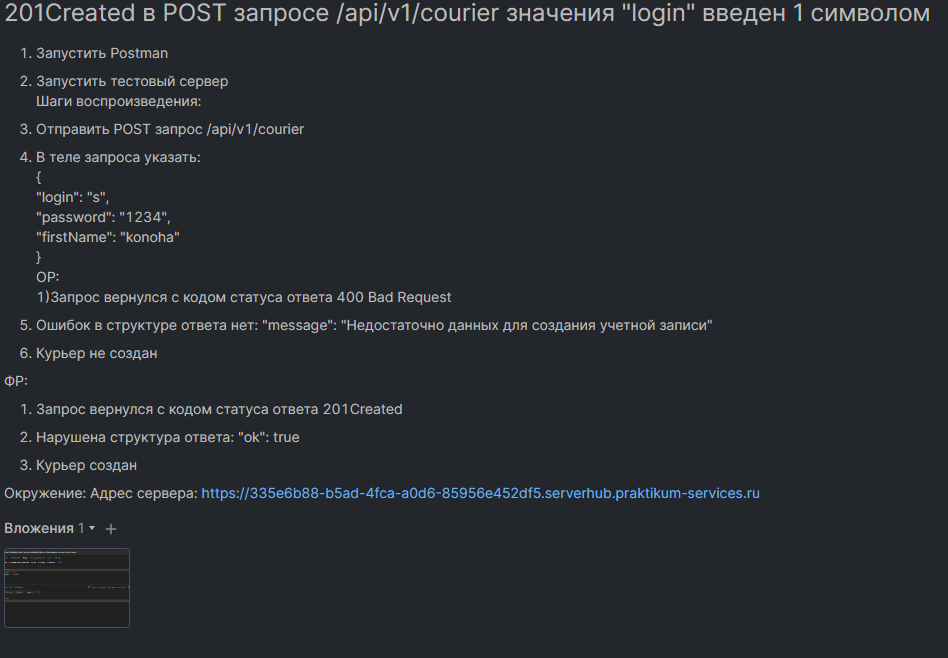 201Created в POST запросе /api/v1/courier значения "login" введен 1 символом
1. Запустить Postman
2. Запустить тестовый сервер
Шаги воспроизведения:
3. Отправить POST запрос /api/v1/courier
4. В теле запроса указать:
{
"login": "s",
"password": "1234",
"firstName": "konoha"
}
ОР:
1)Запрос вернулся с кодом статуса ответа 400 Bad Request
5. Ошибок в структуре ответа нет: "message": "Недостаточно данных для создания учетной записи"
6. Курьер не создан
ФР:
1. Запрос вернулся с кодом статуса ответа 201Created
2. Нарушена структура ответа: "ok": true
3. Курьер создан
Окружение: Адрес сервера: https://335e6b88-b5ad-4fca-a0d6-85956e452df5.serverhub.praktikum-services.ru
Вложения 1